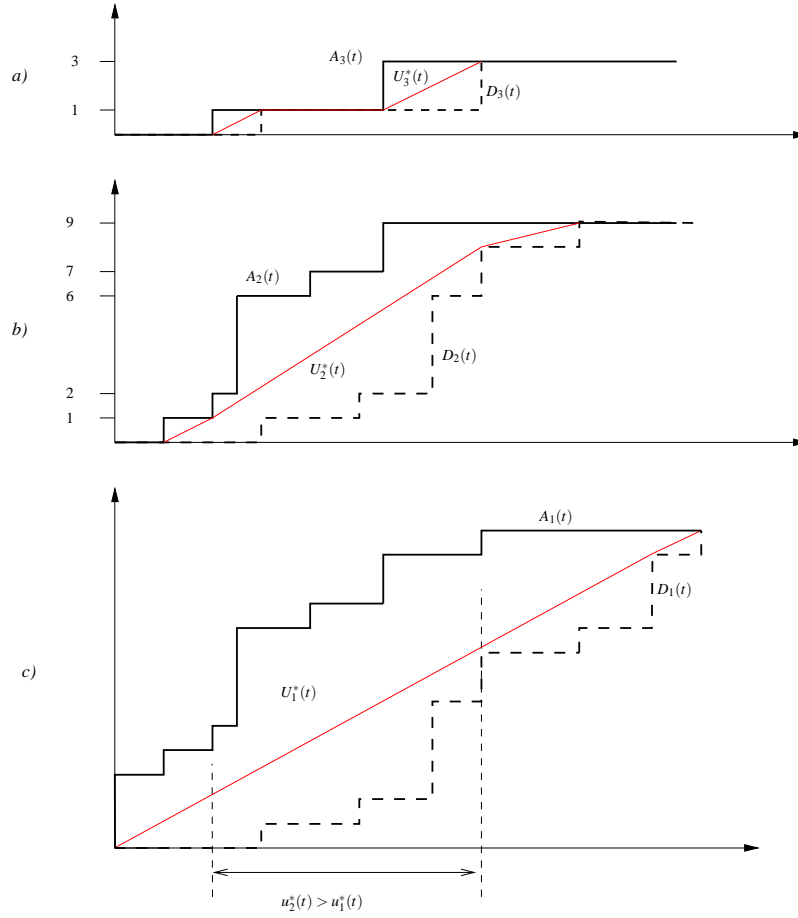 a)
3
1
A₃(t)
U₃*(t)
D₃(t)
b)
9
7
6
2
1
A₂(t)
U₂*(t)
D₂(t)
c)
A₁(t)
D₁(t)
U₁*(t)
u₂*(t) > u₁*(t)